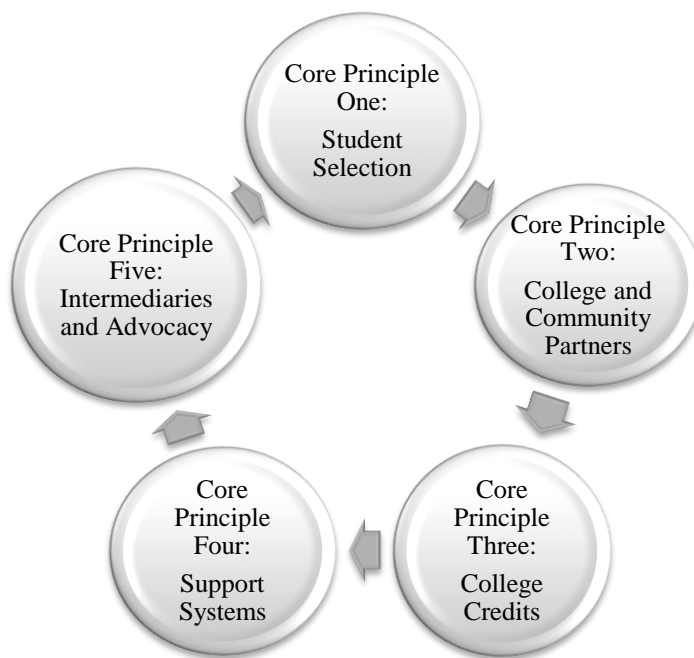 Core Principle
One:
Student
Selection
Core Principle
Two:
College and
Community
Partners
Core
Principle
Three:
College
Credits
Core
Principle
Four:
Support
Systems
Core Principle
Five:
Intermediaries
and Advocacy